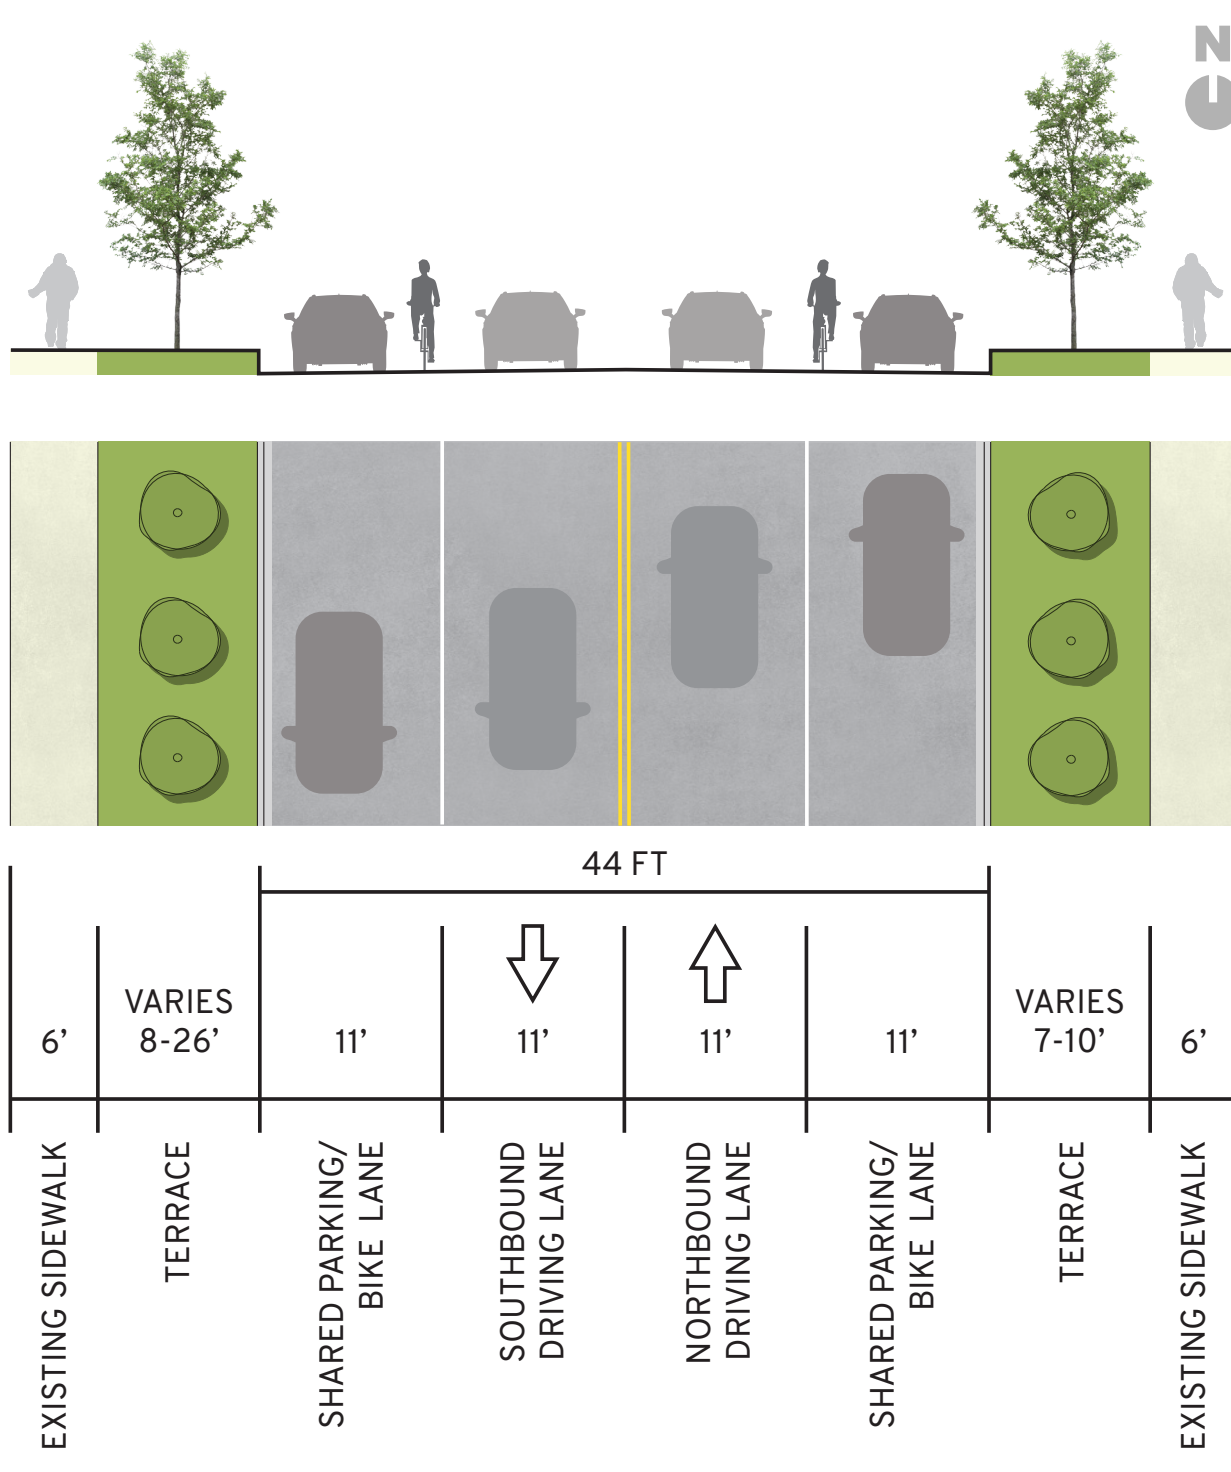 N
44 FT
6’
VARIES
8-26’
11’
11’
11’
11’
VARIES
7-10’
6’
EXISTING SIDEWALK
TERRACE
SHARED PARKING/
BIKE LANE
SOUTHBOUND
DRIVING LANE
NORTHBOUND
DRIVING LANE
SHARED PARKING/
BIKE LANE
TERRACE
EXISTING SIDEWALK